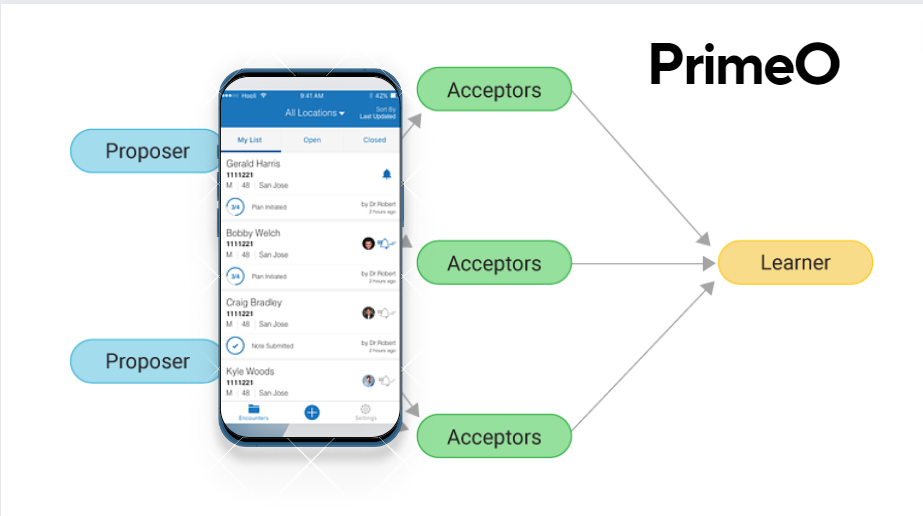 PrimeO
Proposer
Proposer
Hooli
9:41 AM
42%
All Locations
Sort By
Last Updated
My List
Open
Closed
Gerald Harris
1111221
M | 48 | San Jose
3/4
Plan Initiated
by Dr Robert
2 hours ago
Bobby Welch
1111221
M | 48 | San Jose
3/4
Plan Initiated
by Dr Robert
2 hours ago
Craig Bradley
1111221
M | 48 | San Jose
Note Submitted
by Dr Robert
2 hours ago
Kyle Woods
1111221
M | 48 | San Jose
Encounters
Settings
Acceptors
Acceptors
Acceptors
Learner